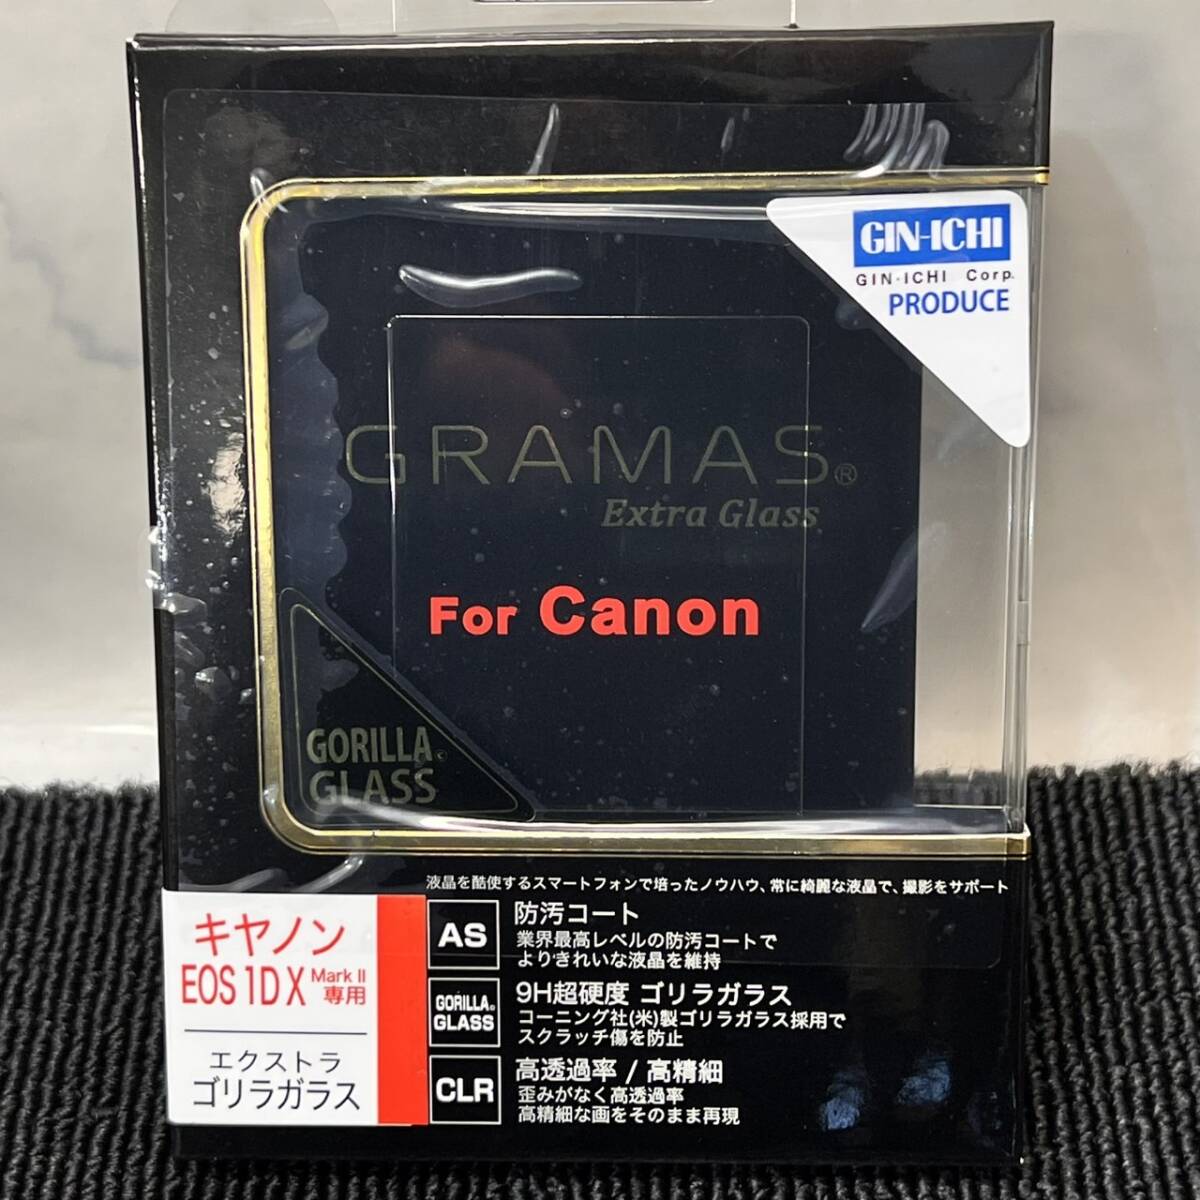 GIN-ICHI
GIN-ICHI Corp.
PRODUCE
GRAMAS®
Extra Glass
For Canon
GORILLA©
GLASS
液晶を酷使するスマートフォンで培ったノウハウ、常に綺麗な液晶で、撮影をサポート
キヤノン
EOS 1D X Mark II
専用
エクストラ
ゴリラガラス
AS
防汚コート
業界最高レベルの防汚コートで
よりきれいな液晶を維持
GORILLA©
GLASS
9H超硬度 ゴリラガラス
コーニング社(米)製ゴリラガラス採用で
スクラッチ傷を防止
CLR
高透過率 / 高精細
歪みがなく高透過率
高精細な画をそのまま再現